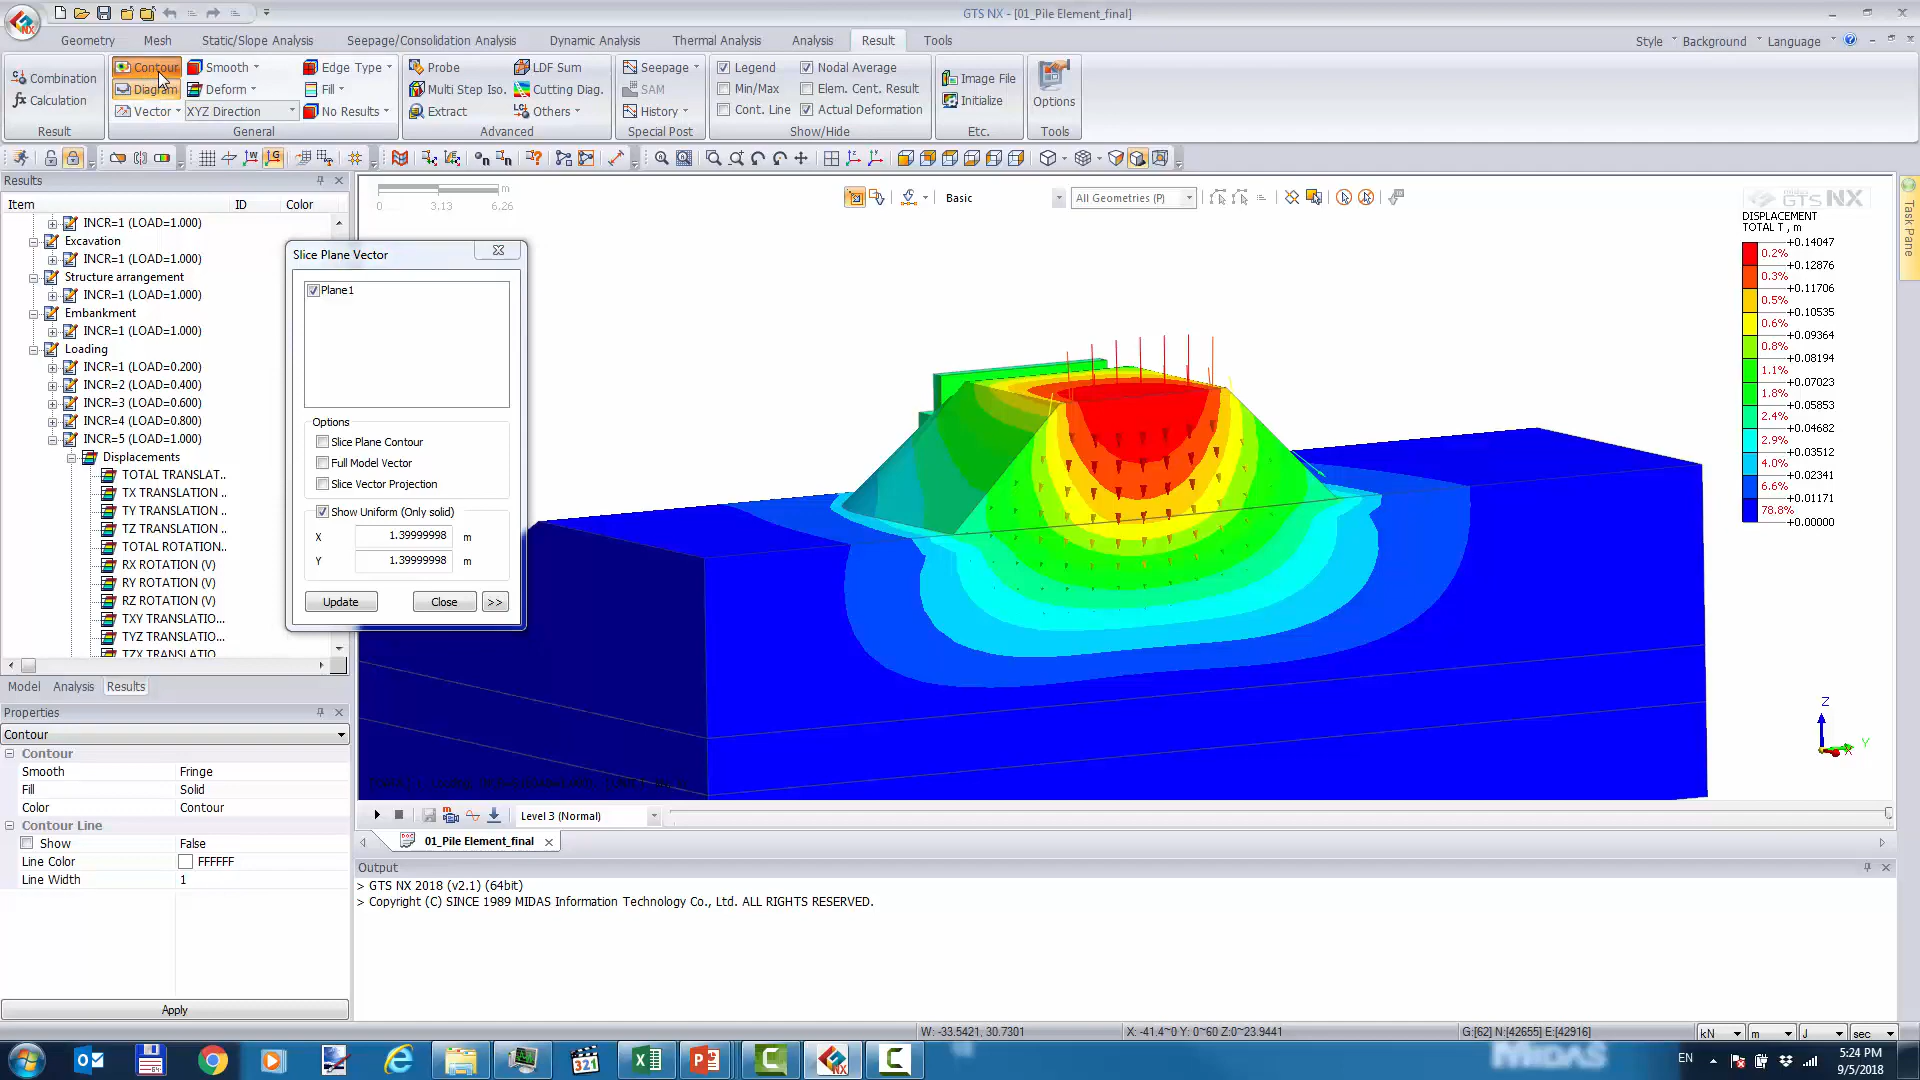 GTS NX - [01_Pile Element_final]
Geometry Mesh Static/Slope Analysis Seepage/Consolidation Analysis Dynamic Analysis Thermal Analysis Analysis Result Tools
Style Background Language
Combination
Calculation
Result
Contour Smooth Edge Type
Diagram Deform Fill
Vector XYZ Direction No Results
General
Probe LDF Sum
Multi Step Iso. Cutting Diag.
Extract Others
Advanced
Seepage
SAM
History
Special Post
Legend Nodal Average
Min/Max Elem. Cent. Result
Cont. Line Actual Deformation
Show/Hide
Image File
Initialize
Etc.
Options
Tools
Results
Item ID Color
INCR=1 (LOAD=1.000)
Excavation
INCR=1 (LOAD=1.000)
Structure arrangement
INCR=1 (LOAD=1.000)
Embankment
INCR=1 (LOAD=1.000)
Loading
INCR=1 (LOAD=0.200)
INCR=2 (LOAD=0.400)
INCR=3 (LOAD=0.600)
INCR=4 (LOAD=0.800)
INCR=5 (LOAD=1.000)
Displacements
TOTAL TRANSLAT..
TX TRANSLATION ..
TY TRANSLATION ..
TZ TRANSLATION ..
TOTAL ROTATION..
RX ROTATION (V)
RY ROTATION (V)
RZ ROTATION (V)
TXY TRANSLATIO...
TYZ TRANSLATIO...
TZX TRANSLATIO
Model Analysis Results
Properties
Contour
Contour
Smooth Fringe
Fill Solid
Color Contour
Contour Line
Show False
Line Color FFFFFF
Line Width 1
Apply
Slice Plane Vector
Plane1
Options
Slice Plane Contour
Full Model Vector
Slice Vector Projection
Show Uniform (Only solid)
X 1.39999998 m
Y 1.39999998 m
Update Close >>
m
0 3.13 6.26
Basic
All Geometries (P)
GTS NX
Task Pane
DISPLACEMENT
TOTAL T , m
+0.14047
0.2%
+0.12876
0.3%
+0.11706
0.5%
+0.10535
0.6%
+0.09364
0.8%
+0.08194
1.1%
+0.07023
1.8%
+0.05853
2.4%
+0.04682
2.9%
+0.03512
4.0%
+0.02341
6.6%
+0.01171
78.8%
+0.00000
Z
Y
X
Level 3 (Normal)
01_Pile Element_final
Output
> GTS NX 2018 (v2.1) (64bit)
> Copyright (C) SINCE 1989 MIDAS Information Technology Co., Ltd. ALL RIGHTS RESERVED.
W: -33.5421, 30.7301
X: -41.4~0 Y: 0~60 Z:0~23.9441
G:[62] N:[42655] E:[42916]
kN m J sec
MIDAS
EN
5:24 PM
9/5/2018